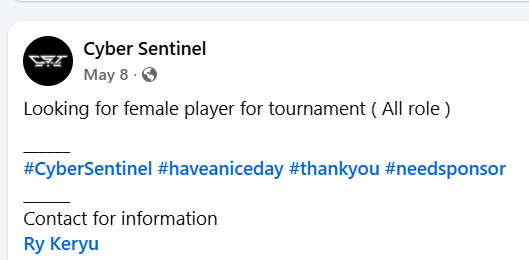 Cyber Sentinel
May 8 ·
Looking for female player for tournament ( All role )
______
#CyberSentinel #haveaniceday #thankyou #needsponsor
______
Contact for information
Ry Keryu